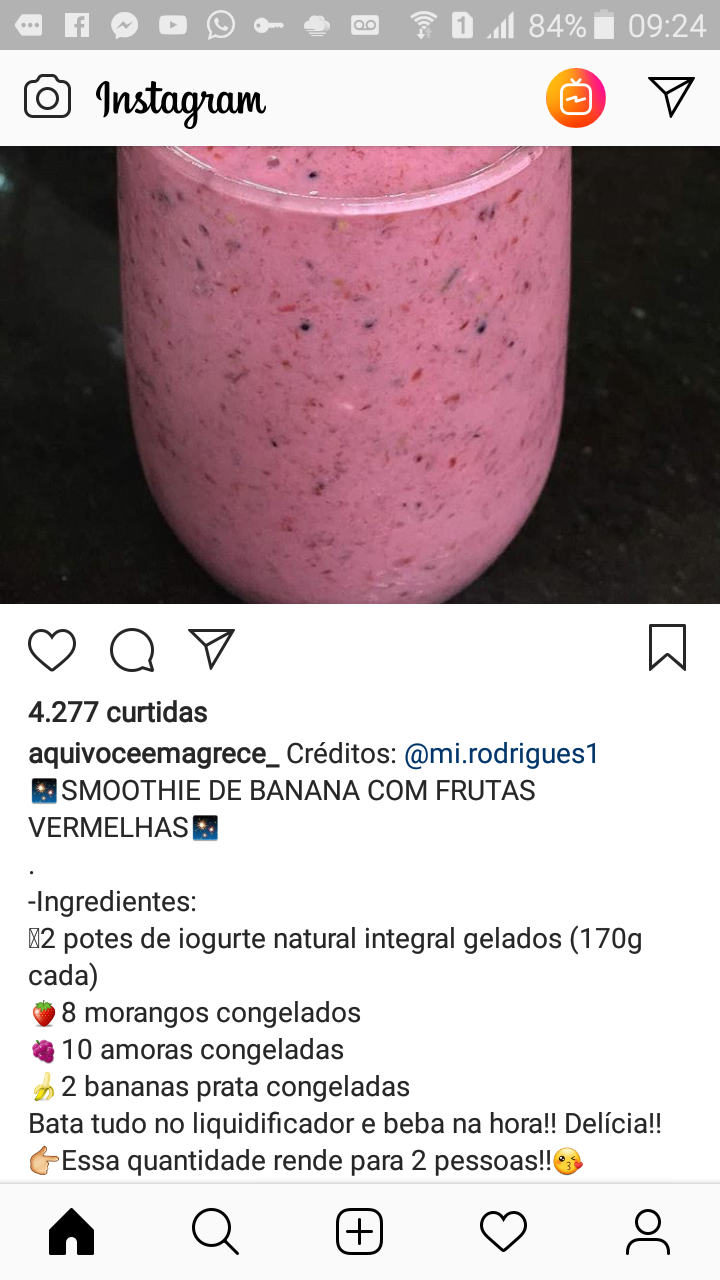 1 84% 09:24
Instagram
4.277 curtidas
aquivoceemagrece_ Créditos: @mi.rodrigues1
🎇SMOOTHIE DE BANANA COM FRUTAS
VERMELHAS🎇
.
-Ingredientes:
2 potes de iogurte natural integral gelados (170g
cada)
🍓8 morangos congelados
🍇10 amoras congeladas
🍌2 bananas prata congeladas
Bata tudo no liquidificador e beba na hora!! Delícia!!
👉Essa quantidade rende para 2 pessoas!!😘